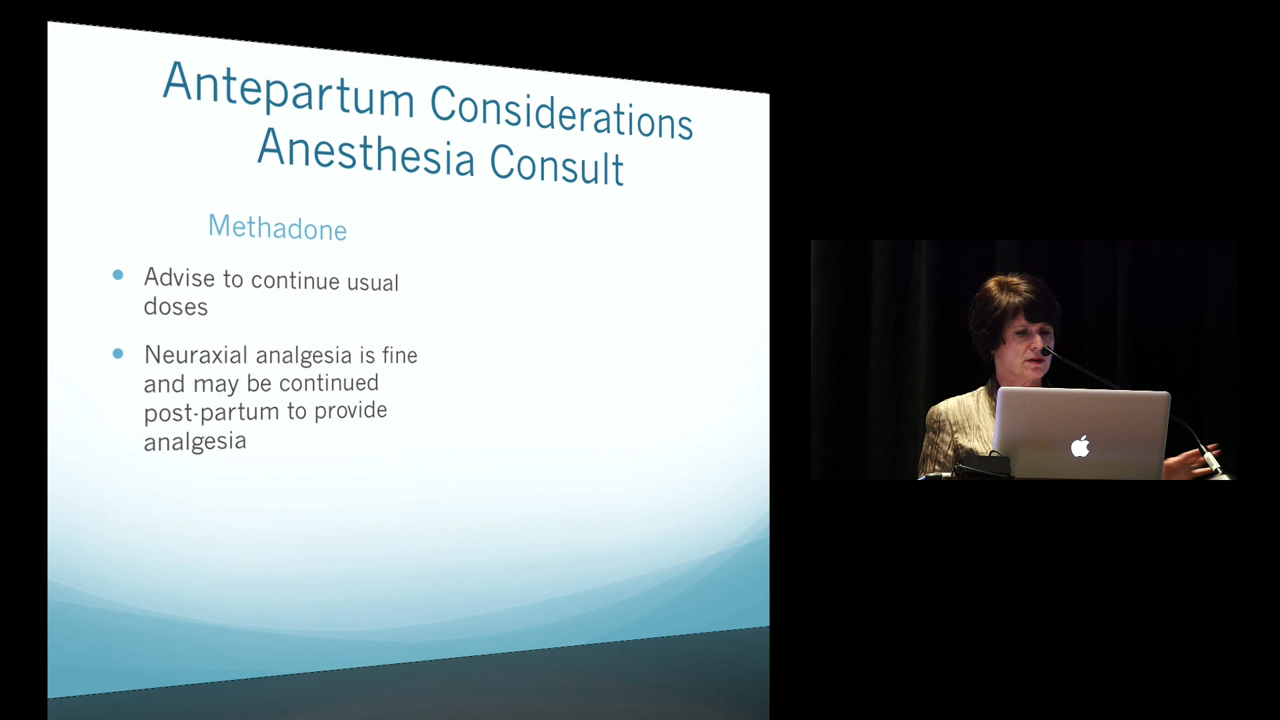 Antepartum Considerations
Anesthesia Consult
Methadone
Advise to continue usual
doses
Neuraxial analgesia is fine
and may be continued
post-partum to provide
analgesia